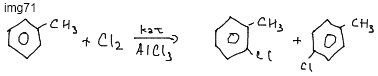 img71
CH₃ + Cl₂ кат AlCl₃ CH₃ Cl + CH₃ Cl